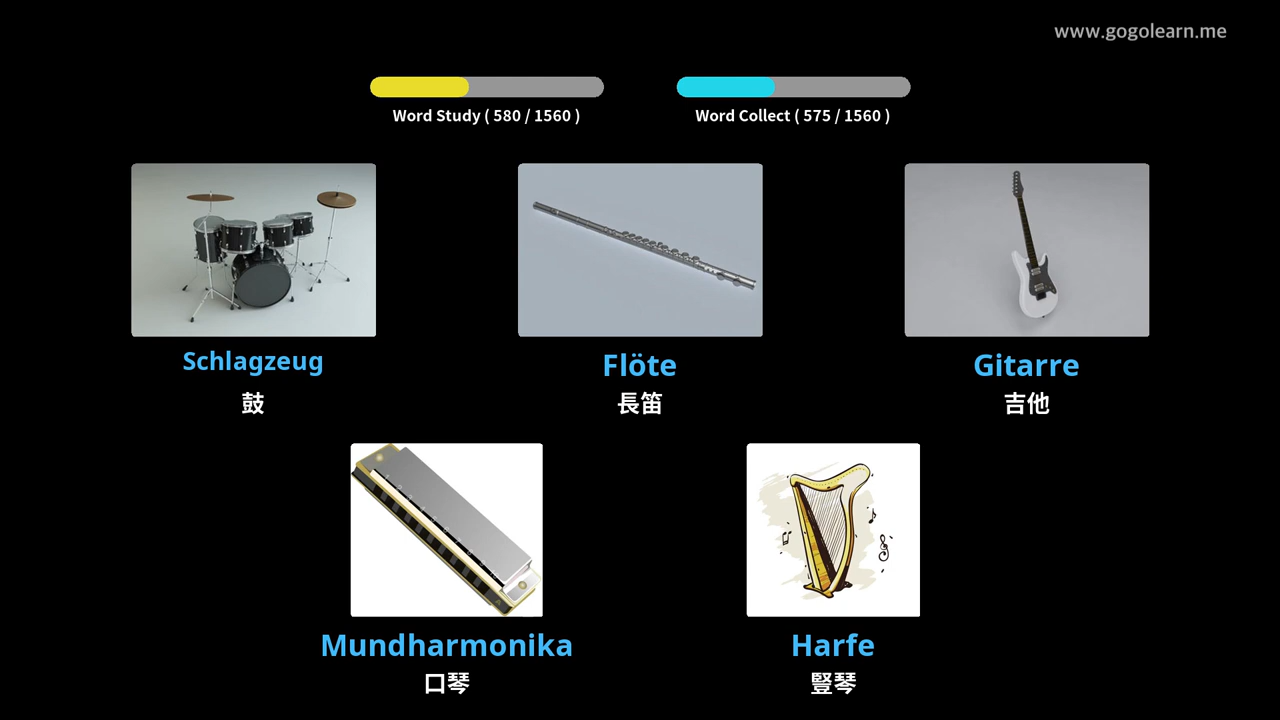 www.gogolearn.me
Word Study ( 580 / 1560 )
Word Collect ( 575 / 1560 )
Schlagzeug
鼓
Flöte
長笛
Gitarre
吉他
Mundharmonika
口琴
Harfe
豎琴